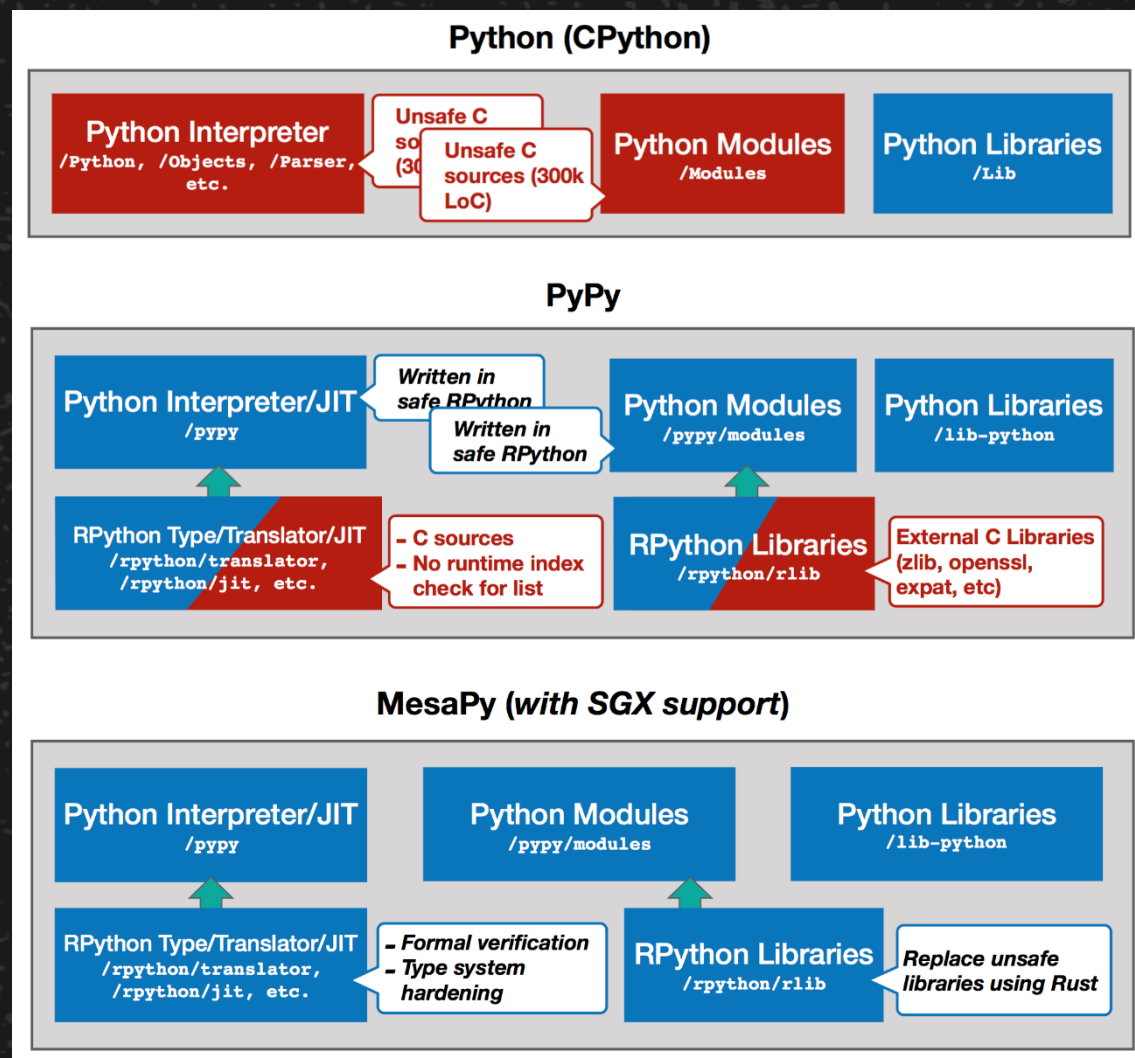 Python (CPython)
Python Interpreter
/Python, /Objects, /Parser,
etc.
Unsafe C
so
(30
Unsafe C
sources (300k
LoC)
Python Modules
/Modules
Python Libraries
/Lib
PyPy
Python Interpreter/JIT
/pypy
Written in
safe RPython
Written in
safe RPython
Python Modules
/pypy/modules
Python Libraries
/lib-python
RPython Type/Translator/JIT
/rpython/translator,
/rpython/jit, etc.
- C sources
- No runtime index
check for list
RPython Libraries
/rpython/rlib
External C Libraries
(zlib, openssl,
expat, etc)
MesaPy (with SGX support)
Python Interpreter/JIT
/pypy
Python Modules
/pypy/modules
Python Libraries
/lib-python
RPython Type/Translator/JIT
/rpython/translator,
/rpython/jit, etc.
- Formal verification
- Type system
hardening
RPython Libraries
/rpython/rlib
Replace unsafe
libraries using Rust